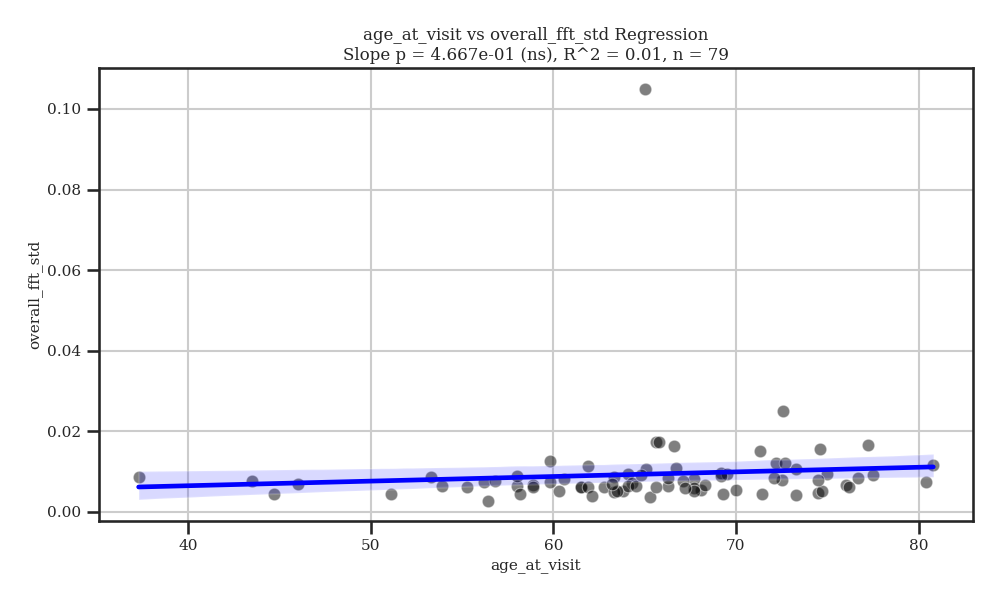 age_at_visit vs overall_fft_std Regression
Slope p = 4.667e-01 (ns), R^2 = 0.01, n = 79
overall_fft_std
0.10
0.08
0.06
0.04
0.02
0.00
40
50
60
70
80
age_at_visit